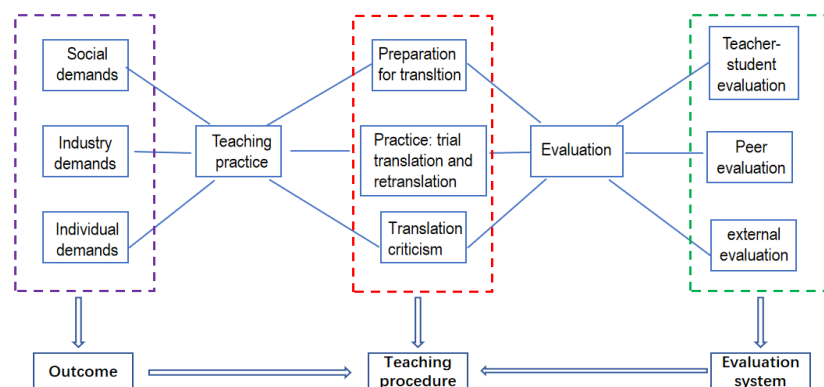 Social
demands
Industry
demands
Individual
demands
Teaching
practice
Preparation
for transltion
Practice: trial
translation and
retranslation
Translation
criticism
Evaluation
Teacher-
student
evaluation
Peer
evaluation
external
evaluation
Outcome
Teaching
procedure
Evaluation
system